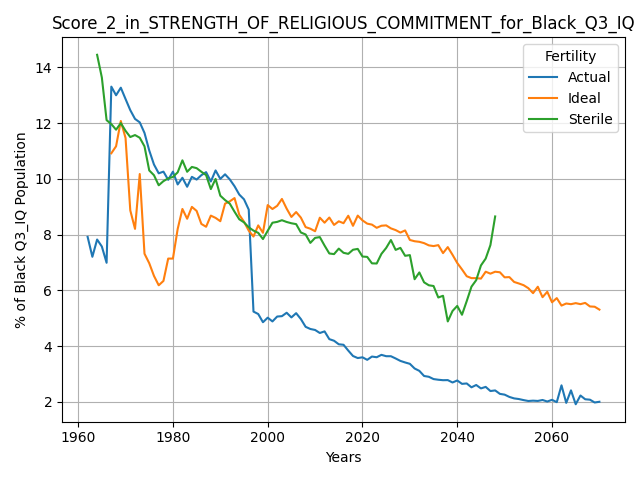 Score_2_in_STRENGTH_OF_RELIGIOUS_COMMITMENT_for_Black_Q3_IQ
Fertility
Actual
Ideal
Sterile
% of Black Q3_IQ Population
14
12
10
8
6
4
2
1960 1980 2000 2020 2040 2060
Years